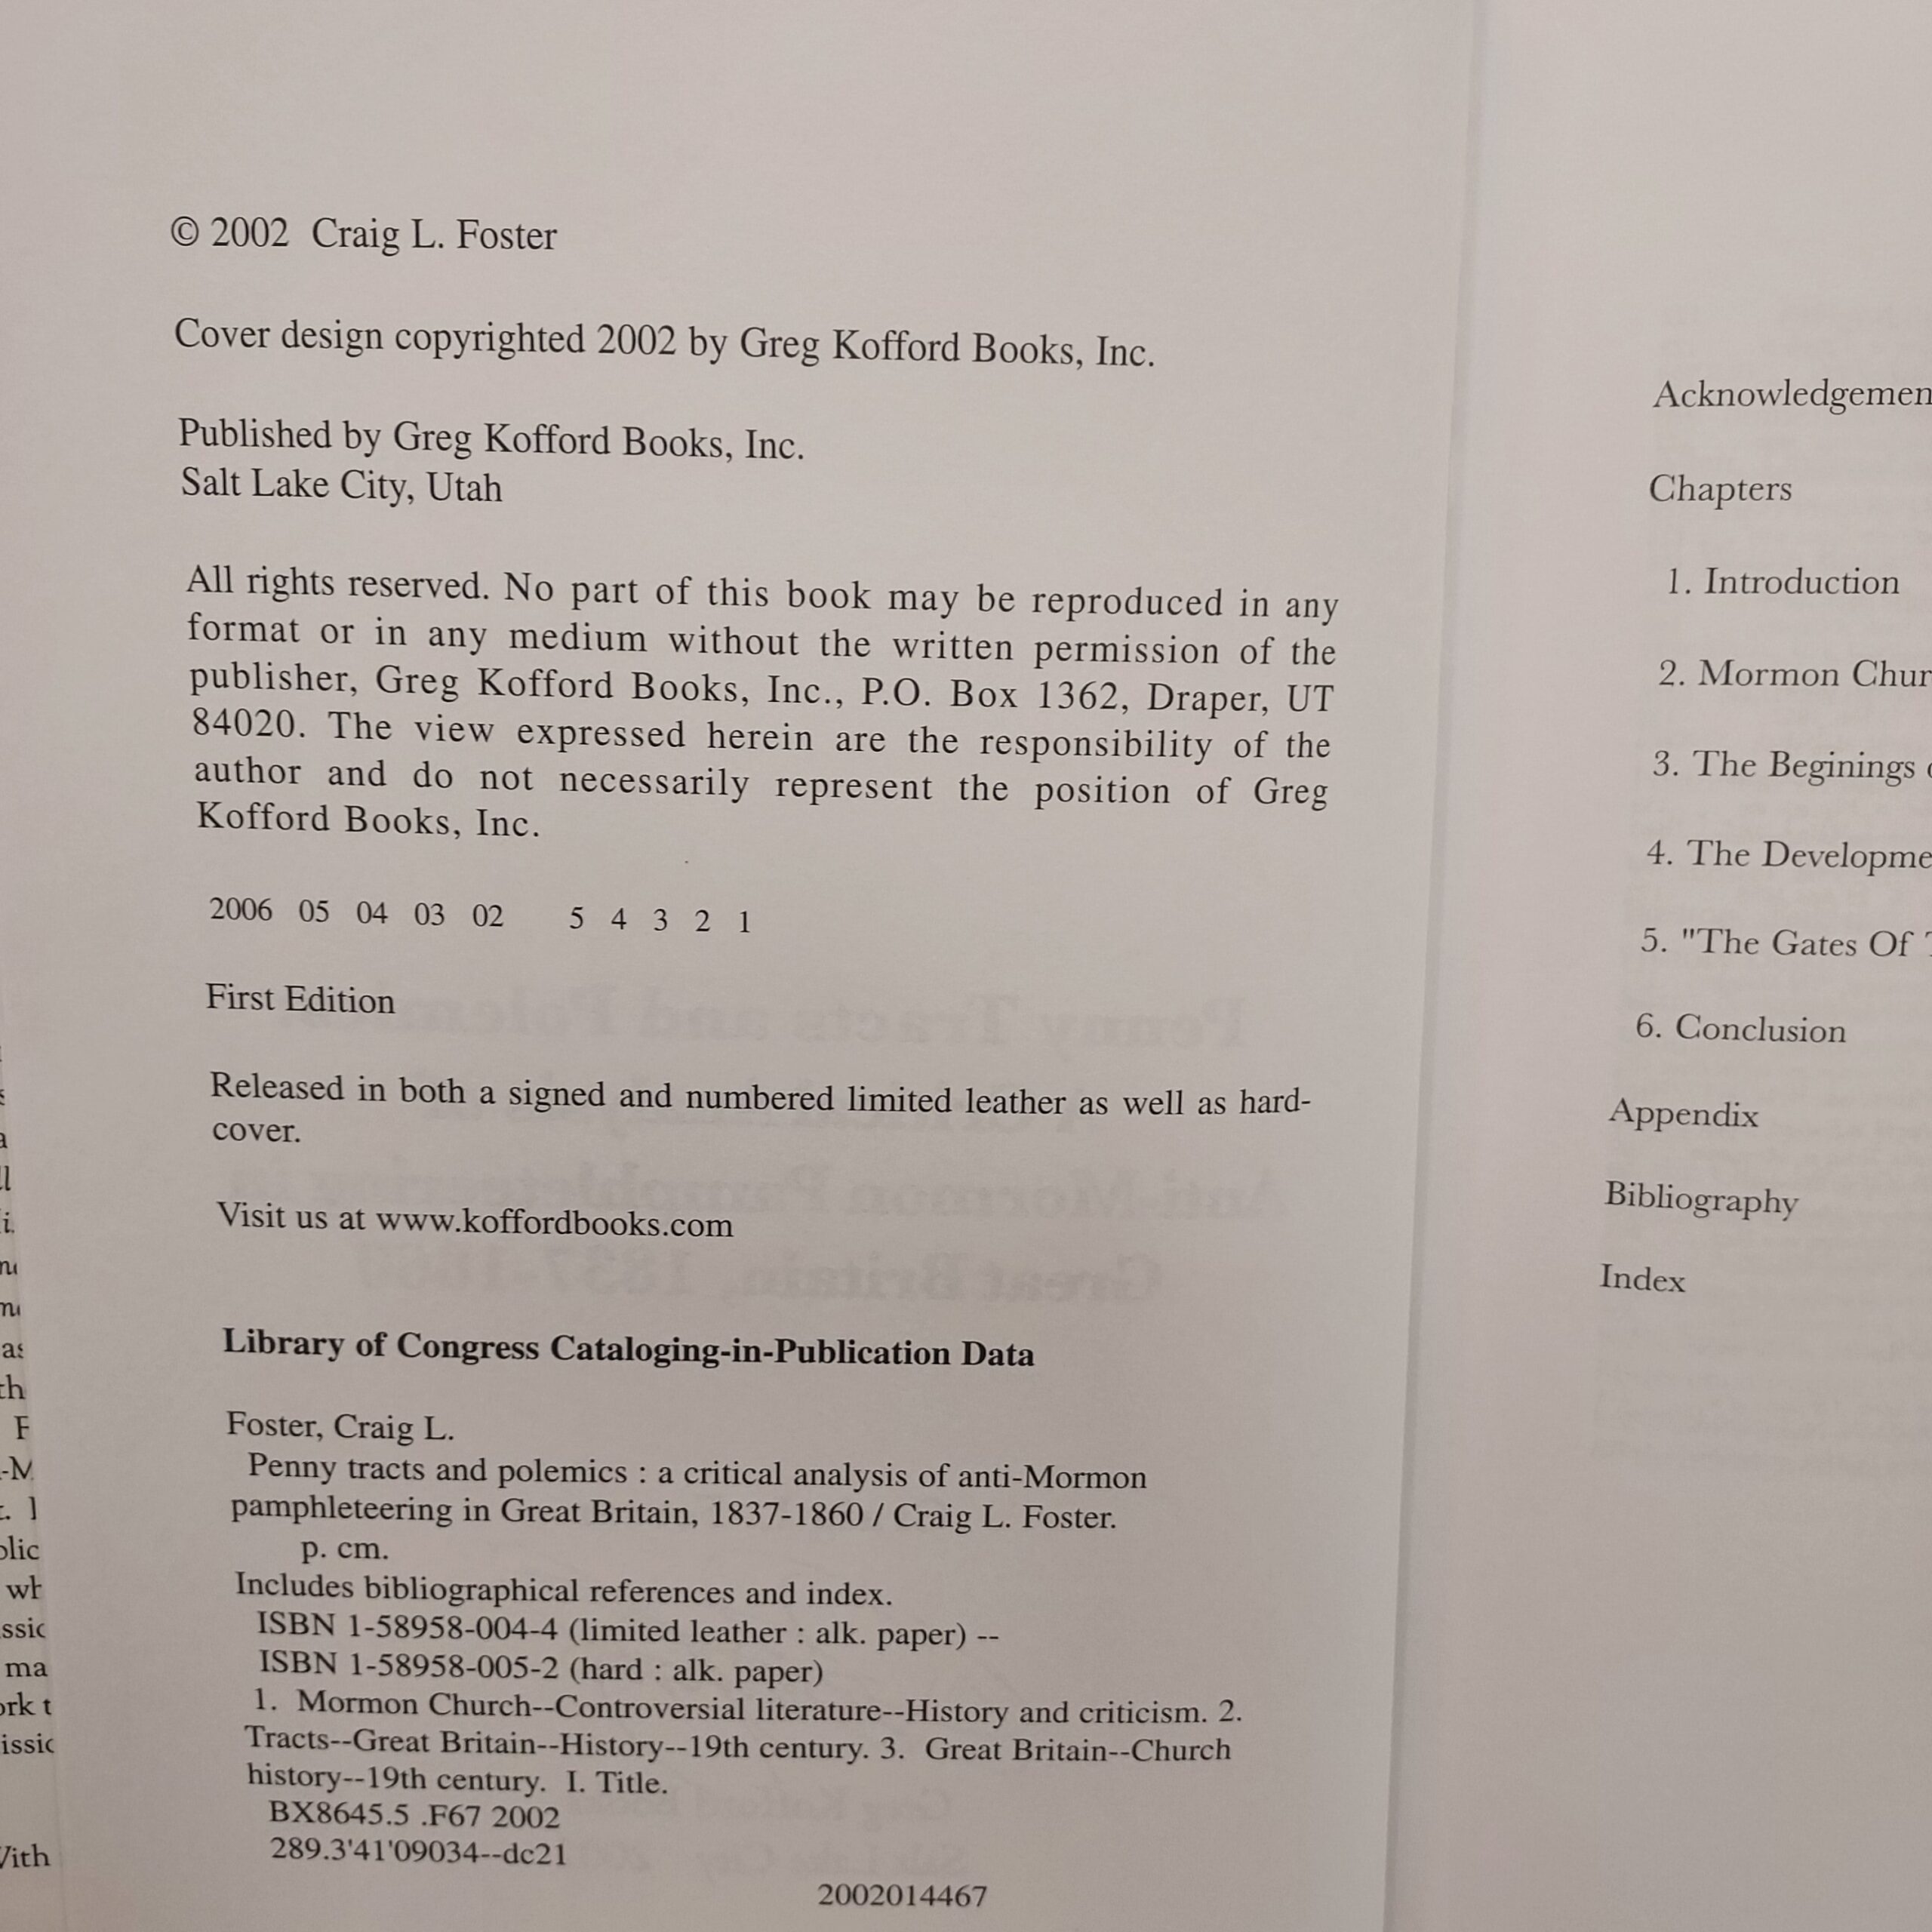 © 2002 Craig L. Foster
Cover design copyrighted 2002 by Greg Kofford Books, Inc.
Published by Greg Kofford Books, Inc.
Salt Lake City, Utah
All rights reserved. No part of this book may be reproduced in any
format or in any medium without the written permission of the
publisher, Greg Kofford Books, Inc., P.O. Box 1362, Draper, UT
84020. The view expressed herein are the responsibility of the
author and do not necessarily represent the position of Greg
Kofford Books, Inc.
2006 05 04 03 02 5 4 3 2 1
First Edition
Released in both a signed and numbered limited leather as well as hard-
cover.
Visit us at www.koffordbooks.com
Library of Congress Cataloging-in-Publication Data
Foster, Craig L.
Penny tracts and polemics : a critical analysis of anti-Mormon
pamphleteering in Great Britain, 1837-1860 / Craig L. Foster.
p. cm.
Includes bibliographical references and index.
ISBN 1-58958-004-4 (limited leather : alk. paper) --
ISBN 1-58958-005-2 (hard : alk. paper)
1. Mormon Church--Controversial literature--History and criticism. 2.
Tracts--Great Britain--History--19th century. 3. Great Britain--Church
history--19th century. I. Title.
BX8645.5 .F67 2002
289.3'41'09034--dc21
2002014467
Acknowledgemen
Chapters
1. Introduction
2. Mormon Chur
3. The Beginings
4. The Developme
5. "The Gates Of
6. Conclusion
Appendix
Bibliography
Index